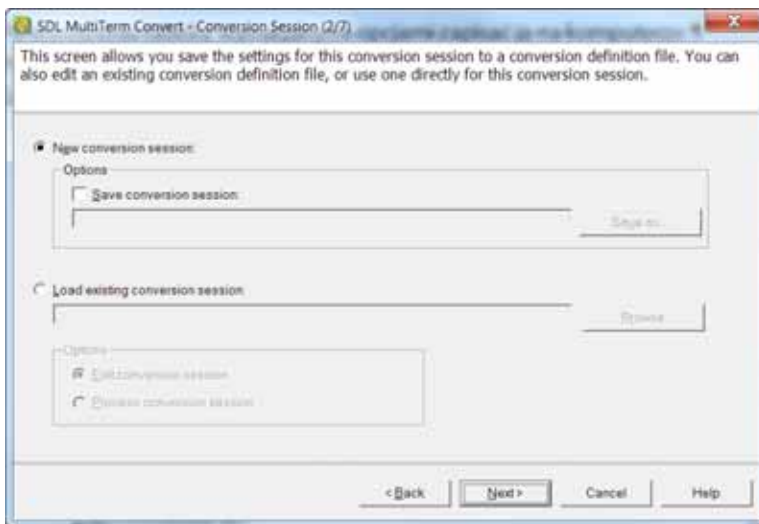 SDL MultiTerm Convert - Conversion Session (2/7)
This screen allows you save the settings for this conversion session to a conversion definition file. You can
also edit an existing conversion definition file, or use one directly for this conversion session.
New conversion session:
Options
Save conversion session:
Save as...
Load existing conversion session
Browse
Options
Edit conversion session
Process conversion session
< Back
Next >
Cancel
Help